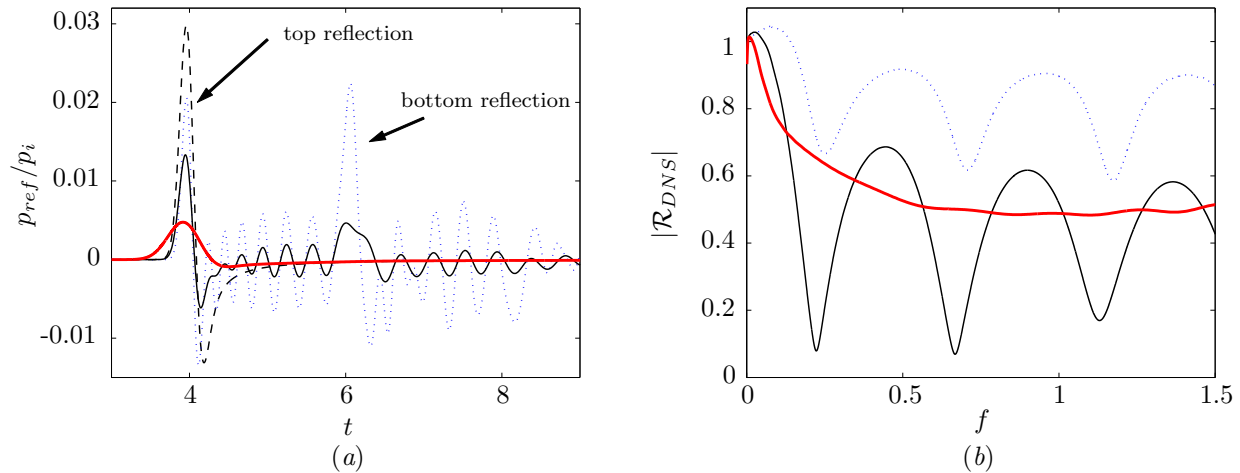 0.03
0.02
0.01
0
-0.01
p_ref/p_i
top reflection
bottom reflection
4
6
8
t
(a)
1
0.8
0.6
0.4
0.2
0
|ℛ_DNS|
0
0.5
1
1.5
f
(b)